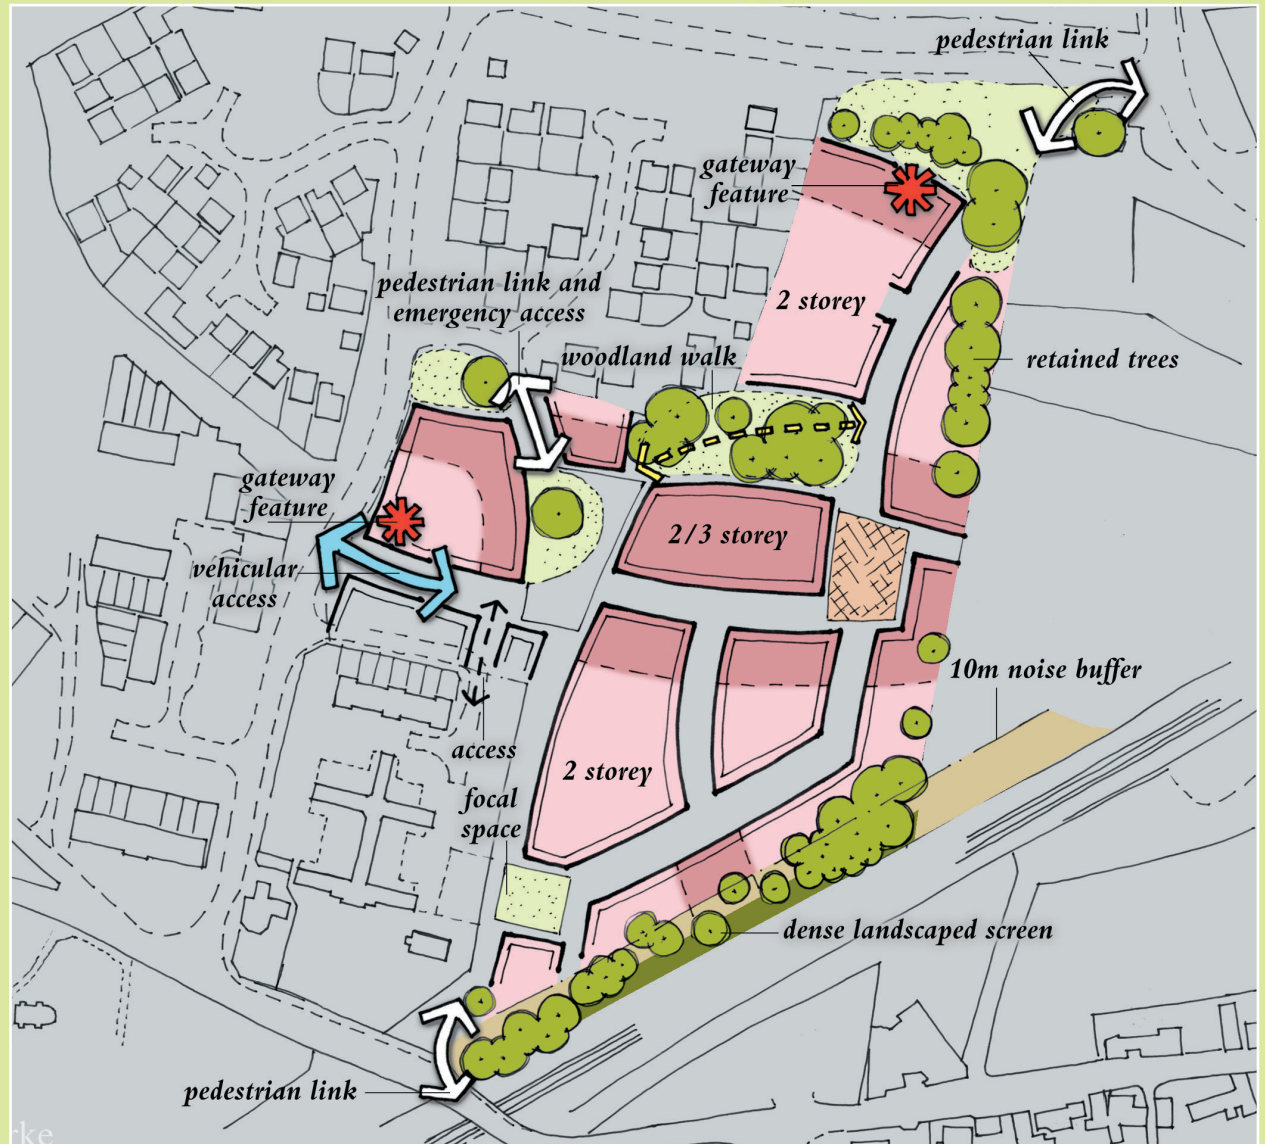 pedestrian link
gateway
feature
pedestrian link and
emergency access
2 storey
woodland walk
retained trees
gateway
feature
2/3 storey
vehicular
access
10m noise buffer
access
2 storey
focal
space
dense landscaped screen
pedestrian link
rke